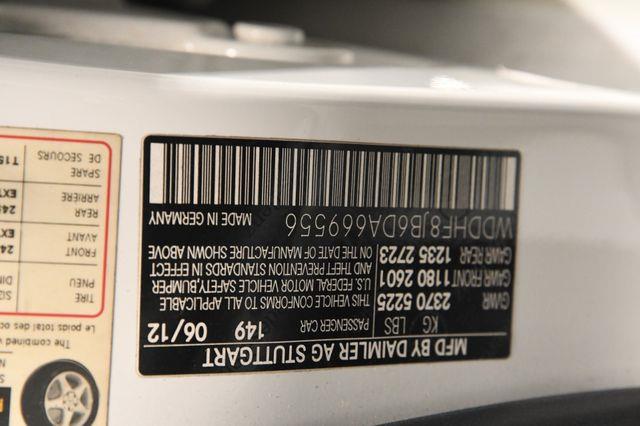 MFD BY DAIMLER AG STUTTGART
KG LBS PASSENGER CAR 149 06/12
GVWR 2370 5225
GAWR FRONT 1180 2601
GAWR REAR 1235 2723
THIS VEHICLE CONFORMS TO ALL APPLICABLE
U.S. FEDERAL MOTOR VEHICLE SAFETY, BUMPER
AND THEFT PREVENTION STANDARDS IN EFFECT
ON THE DATE OF MANUFACTURE SHOWN ABOVE
WDDHF8JB6DA669556 MADE IN GERMANY
The combined
Le poids total des oc
TIRE
PNEU
FRONT
AVANT
REAR
ARRIÈRE
SPARE
DE SECOURS